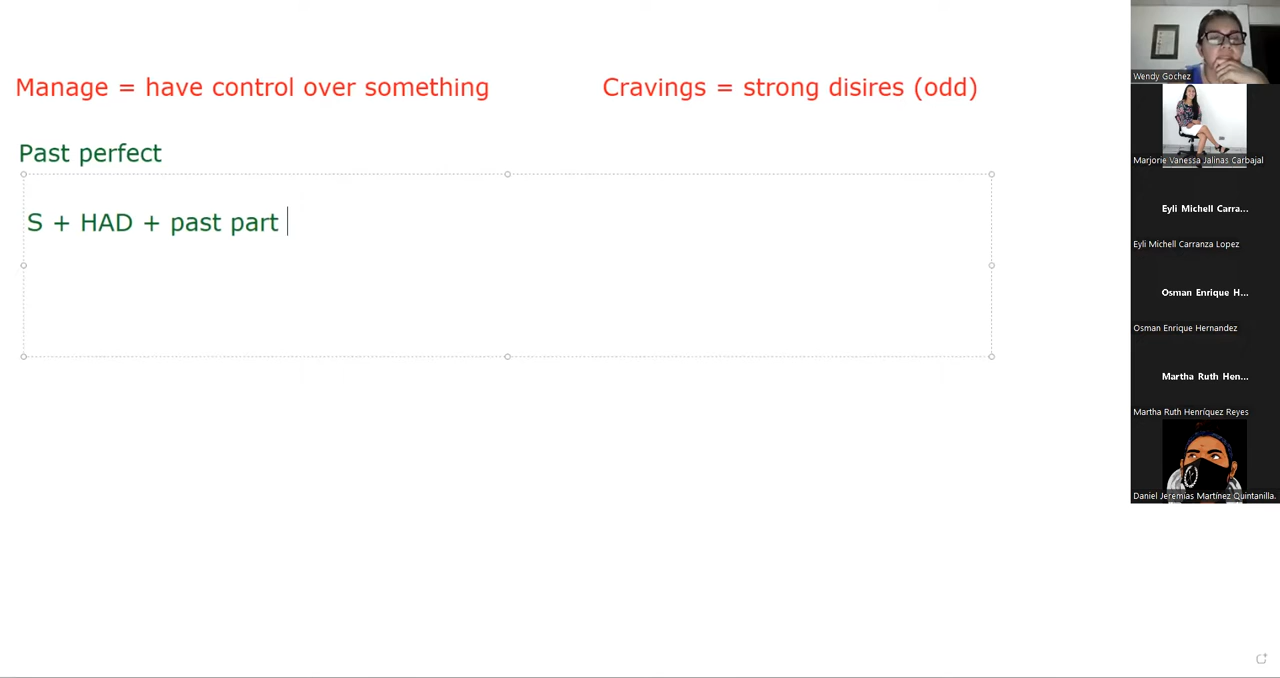 Manage = have control over something
Cravings = strong disires (odd)
Past perfect
S + HAD + past part
Wendy Gochez
Marjorie Vanessa Jalinas Carbajal
Eyli Michell Carra...
Eyli Michell Carranza Lopez
Osman Enrique H...
Osman Enrique Hernandez
Martha Ruth Hen...
Martha Ruth Henríquez Reyes
Daniel Jeremias Martínez Quintanilla.